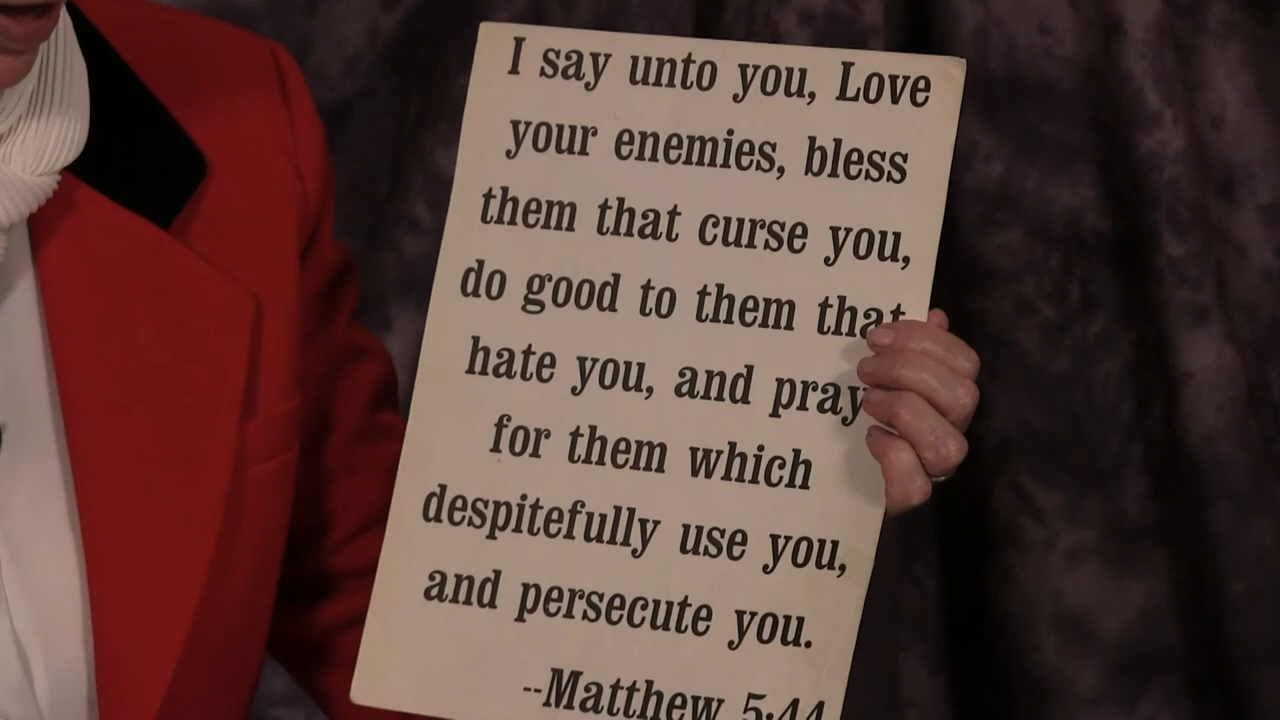 I say unto you, Love
your enemies, bless
them that curse you,
do good to them that
hate you, and pray
for them which
despitefully use you,
and persecute you.
--Matthew 5:44